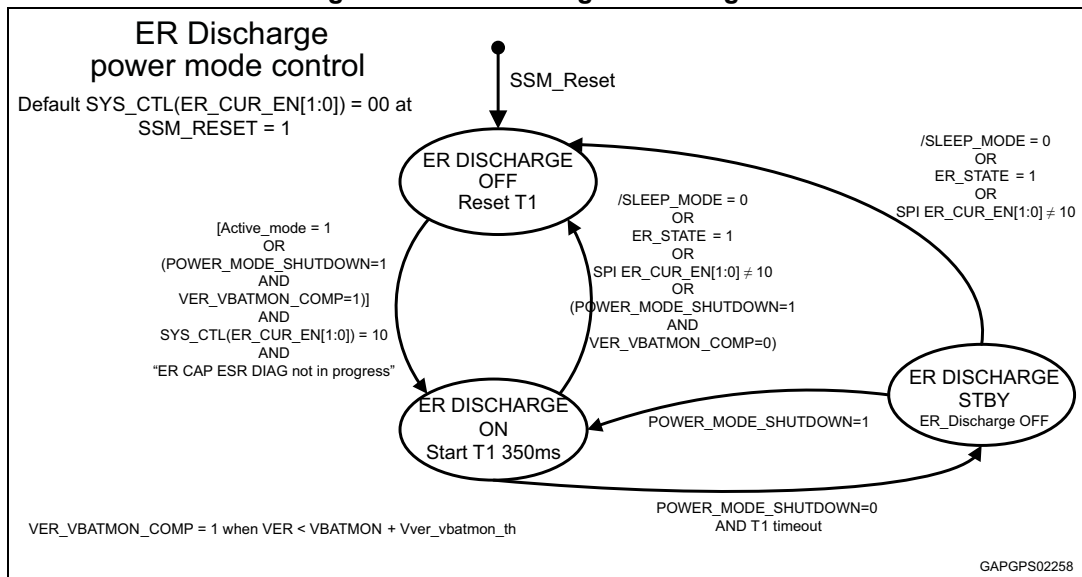 ER Discharge
power mode control
Default SYS_CTL(ER_CUR_EN[1:0]) = 00 at
SSM_RESET = 1
SSM_Reset
ER DISCHARGE
OFF
Reset T1
/SLEEP_MODE = 0
OR
ER_STATE = 1
OR
SPI ER_CUR_EN[1:0] ≠ 10
[Active_mode = 1
OR
(POWER_MODE_SHUTDOWN=1
AND
VER_VBATMON_COMP=1)]
AND
SYS_CTL(ER_CUR_EN[1:0]) = 10
AND
“ER CAP ESR DIAG not in progress”
/SLEEP_MODE = 0
OR
ER_STATE = 1
OR
SPI ER_CUR_EN[1:0] ≠ 10
OR
(POWER_MODE_SHUTDOWN=1
AND
VER_VBATMON_COMP=0)
ER DISCHARGE
ON
Start T1 350ms
POWER_MODE_SHUTDOWN=1
ER DISCHARGE
STBY
ER_Discharge OFF
POWER_MODE_SHUTDOWN=0
AND T1 timeout
VER_VBATMON_COMP = 1 when VER < VBATMON + Vver_vbatmon_th
GAPGPS02258